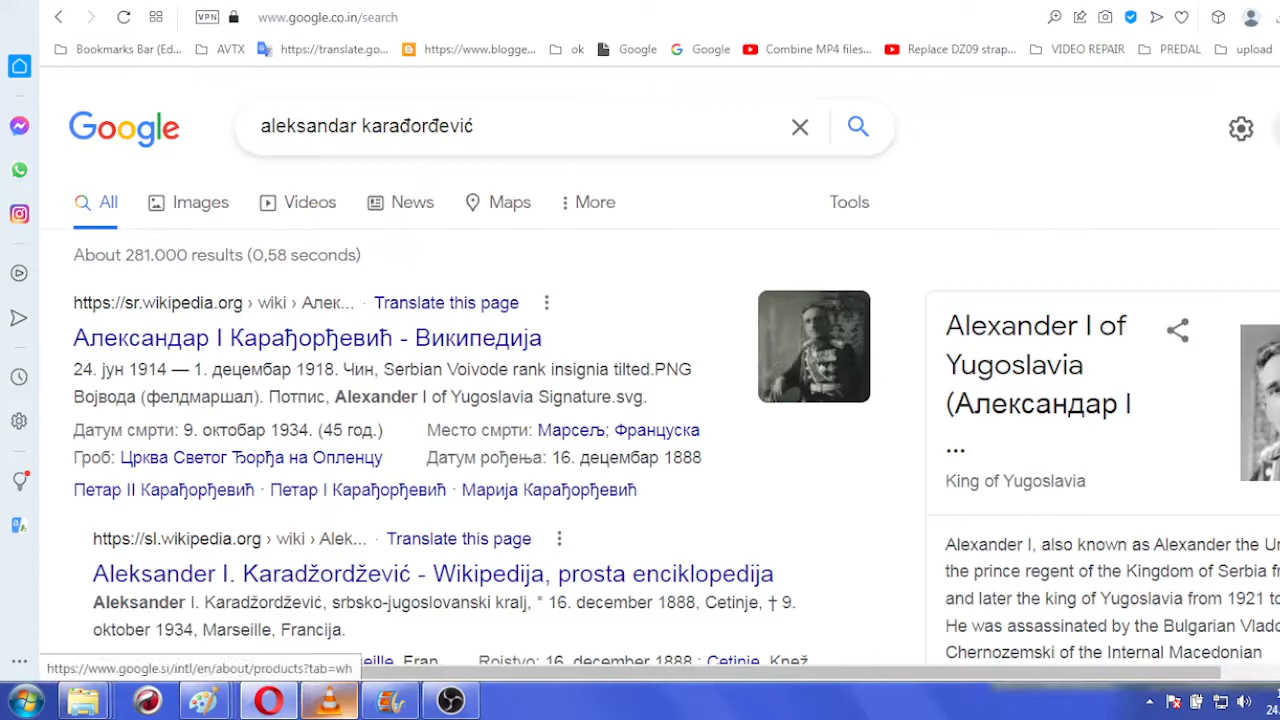 VPN www.google.co.in/search
Bookmarks Bar (Ed... AVTX https://translate.go... https://www.blogge... ok Google Google Combine MP4 files... Replace DZ09 strap... VIDEO REPAIR PREDAL upload
Google aleksandar karađorđević
All Images Videos News Maps More Tools
About 281.000 results (0,58 seconds)
https://sr.wikipedia.org › wiki › Алек... · Translate this page
Александар I Карађорђевић - Википедија
24. јун 1914 — 1. децембар 1918. Чин, Serbian Voivode rank insignia tilted.PNG
Војвода (фелдмаршал). Потпис, Alexander I of Yugoslavia Signature.svg.
Датум смрти: 9. октобар 1934. (45 год.) Место смрти: Марсељ; Француска
Гроб: Црква Светог Ђорђа на Опленцу Датум рођења: 16. децембар 1888
Петар II Карађорђевић · Петар I Карађорђевић · Марија Карађорђевић
https://sl.wikipedia.org › wiki › Alek... · Translate this page
Aleksander I. Karadžordžević - Wikipedija, prosta enciklopedija
Aleksander I. Karadžordžević, srbsko-jugoslovanski kralj, * 16. december 1888, Cetinje, † 9.
oktober 1934, Marseille, Francija.
Rojstvo: 16. december 1888 ; Cetinje, Knež
Alexander I of
Yugoslavia
(Александар I
...
King of Yugoslavia
Alexander I, also known as Alexander the
the prince regent of the Kingdom of Serbia
and later the king of Yugoslavia from 1921
He was assassinated by the Bulgarian
Chernozemski of the Internal Macedonian
https://www.google.si/intl/en/about/products?tab=wh
24